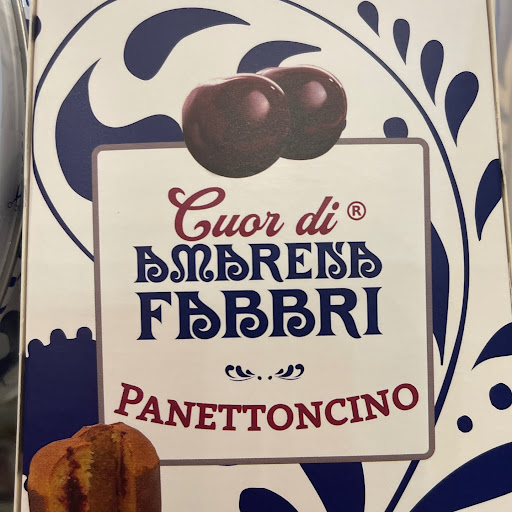 Cuor di ®
AMARENA
FABBRI
PANETTONCINO